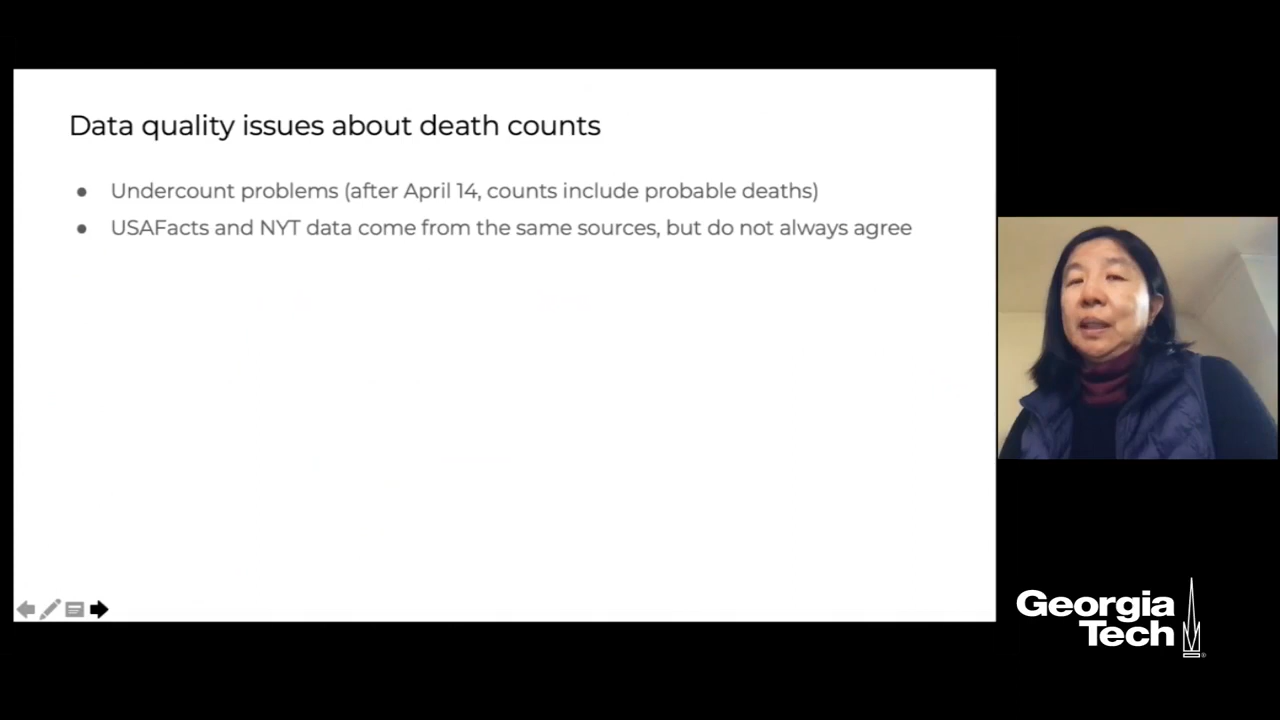 Data quality issues about death counts
● Undercount problems (after April 14, counts include probable deaths)
● USAFacts and NYT data come from the same sources, but do not always agree
Georgia
Tech